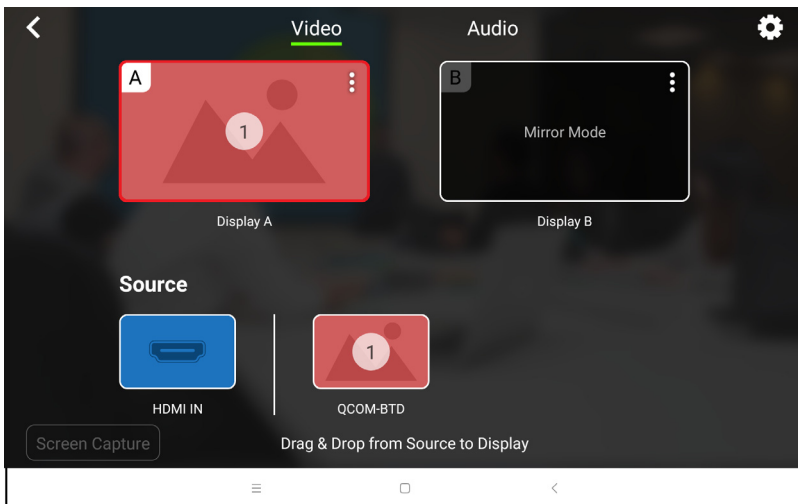 Video Audio
A
1
B
Mirror Mode
Display A Display B
Source
1
HDMI IN QCOM-BTD
Screen Capture Drag & Drop from Source to Display